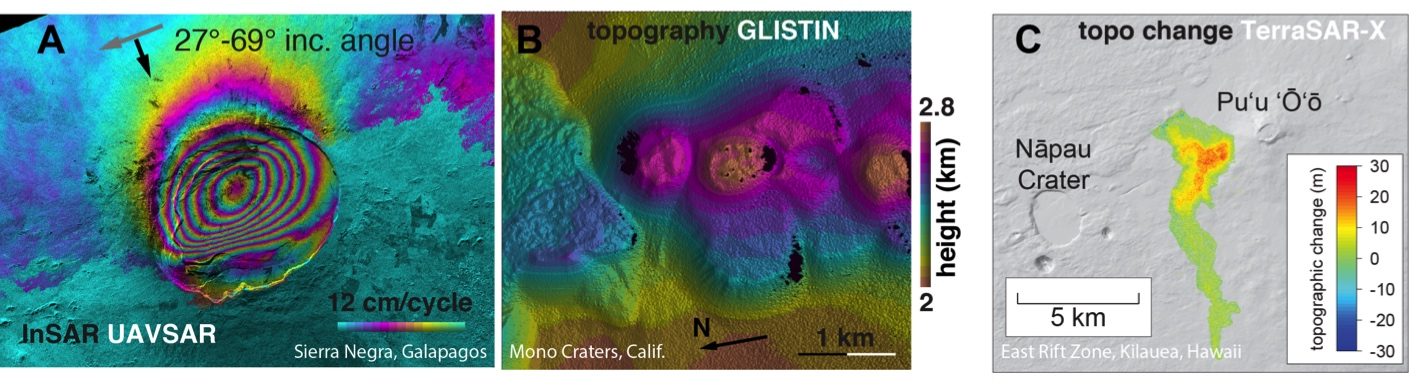 A
27°-69° inc. angle
12 cm/cycle
InSAR UAVSAR
Sierra Negra, Galapagos
B
topography GLISTIN
2.8
height (km)
2
N
1 km
Mono Craters, Calif.
C
topo change TerraSAR-X
Pu‘u ‘Ō‘ō
Nāpau
Crater
5 km
topographic change (m)
30
20
10
0
-10
-20
-30
East Rift Zone, Kilauea, Hawaii